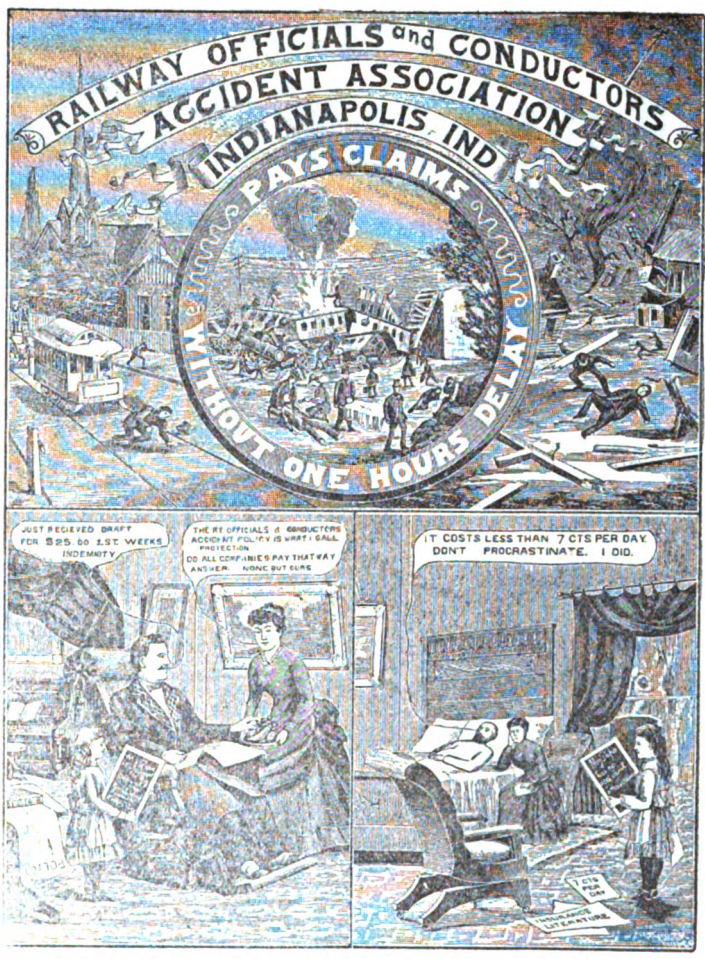 RAILWAY OFFICIALS and CONDUCTORS
ACCIDENT ASSOCIATION
INDIANAPOLIS, IND
PAYS CLAIMS
WITHOUT ONE HOURS DELAY
JUST RECIEVED DRAFT
FOR $25.00 1.ST. WEEKS
INDEMNITY
THE RY OFFICIALS & CONDUCTORS
ACCIDENT POLICY IS WHAT I CALL
PROTECTION
DO ALL COMPANIES PAY THAT WAY
ANSWER. NONE BUT OURS
IT COSTS LESS THAN 7 CTS PER DAY.
DON'T PROCRASTINATE. I DID.
7 CTS
PER
DAY
INSURANCE
LITERATURE